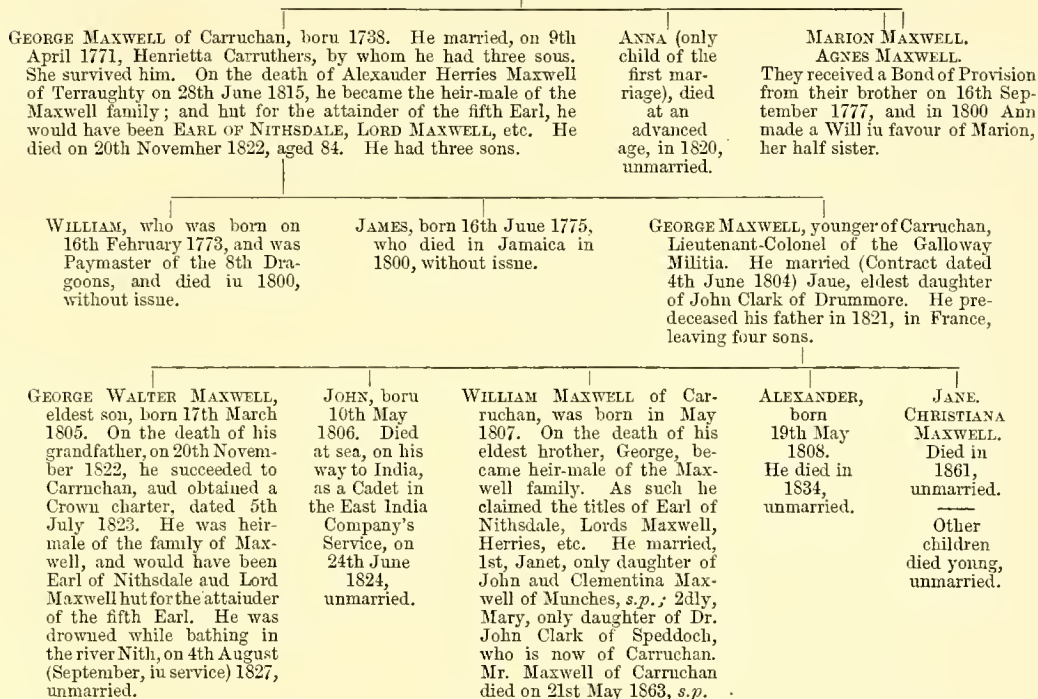 GEORGE MAXWELL of Carruchan, born 1738. He married, on 9th
April 1771, Henrietta Carruthers, by whom he had three sons.
She survived him. On the death of Alexander Herries Maxwell
of Terraughty on 28th June 1815, he became the heir-male of the
Maxwell family; and but for the attainder of the fifth Earl, he
would have been EARL OF NITHSDALE, LORD MAXWELL, etc. He
died on 20th November 1822, aged 84. He had three sons.
ANNA (only
child of the
first mar-
riage), died
at an
advanced
age, in 1820,
unmarried.
MARION MAXWELL.
AGNES MAXWELL.
They received a Bond of Provision
from their brother on 16th Sep-
tember 1777, and in 1800 Ann
made a Will in favour of Marion,
her half sister.
WILLIAM, who was born on
16th February 1773, and was
Paymaster of the 8th Dra-
goons, and died in 1800,
without issue.
JAMES, born 16th June 1775,
who died in Jamaica in
1800, without issue.
GEORGE MAXWELL, younger of Carruchan,
Lieutenant-Colonel of the Galloway
Militia. He married (Contract dated
4th June 1804) Jane, eldest daughter
of John Clark of Drummore. He pre-
deceased his father in 1821, in France,
leaving four sons.
GEORGE WALTER MAXWELL,
eldest son, born 17th March
1805. On the death of his
grandfather, on 20th Novem-
ber 1822, he succeeded to
Carruchan, and obtained a
Crown charter, dated 5th
July 1823. He was heir-
male of the family of Max-
well, and would have been
Earl of Nithsdale and Lord
Maxwell but for the attainder
of the fifth Earl. He was
drowned while bathing in
the river Nith, on 4th August
(September, in service) 1827,
unmarried.
JOHN, born
10th May
1806. Died
at sea, on his
way to India,
as a Cadet in
the East India
Company's
Service, on
24th June
1824,
unmarried.
WILLIAM MAXWELL of Car-
ruchan, was born in May
1807. On the death of his
eldest brother, George, be-
came heir-male of the Max-
well family. As such he
claimed the titles of Earl of
Nithsdale, Lords Maxwell,
Herries, etc. He married,
1st, Janet, only daughter of
John and Clementina Max-
well of Munches, s.p.; 2dly,
Mary, only daughter of Dr.
John Clark of Speddoch,
who is now of Carruchan.
Mr. Maxwell of Carruchan
died on 21st May 1863, s.p.
ALEXANDER,
born
19th May
1808.
He died in
1834,
unmarried.
JANE.
CHRISTIANA
MAXWELL.
Died in
1861,
unmarried.
Other
children
died young,
unmarried.